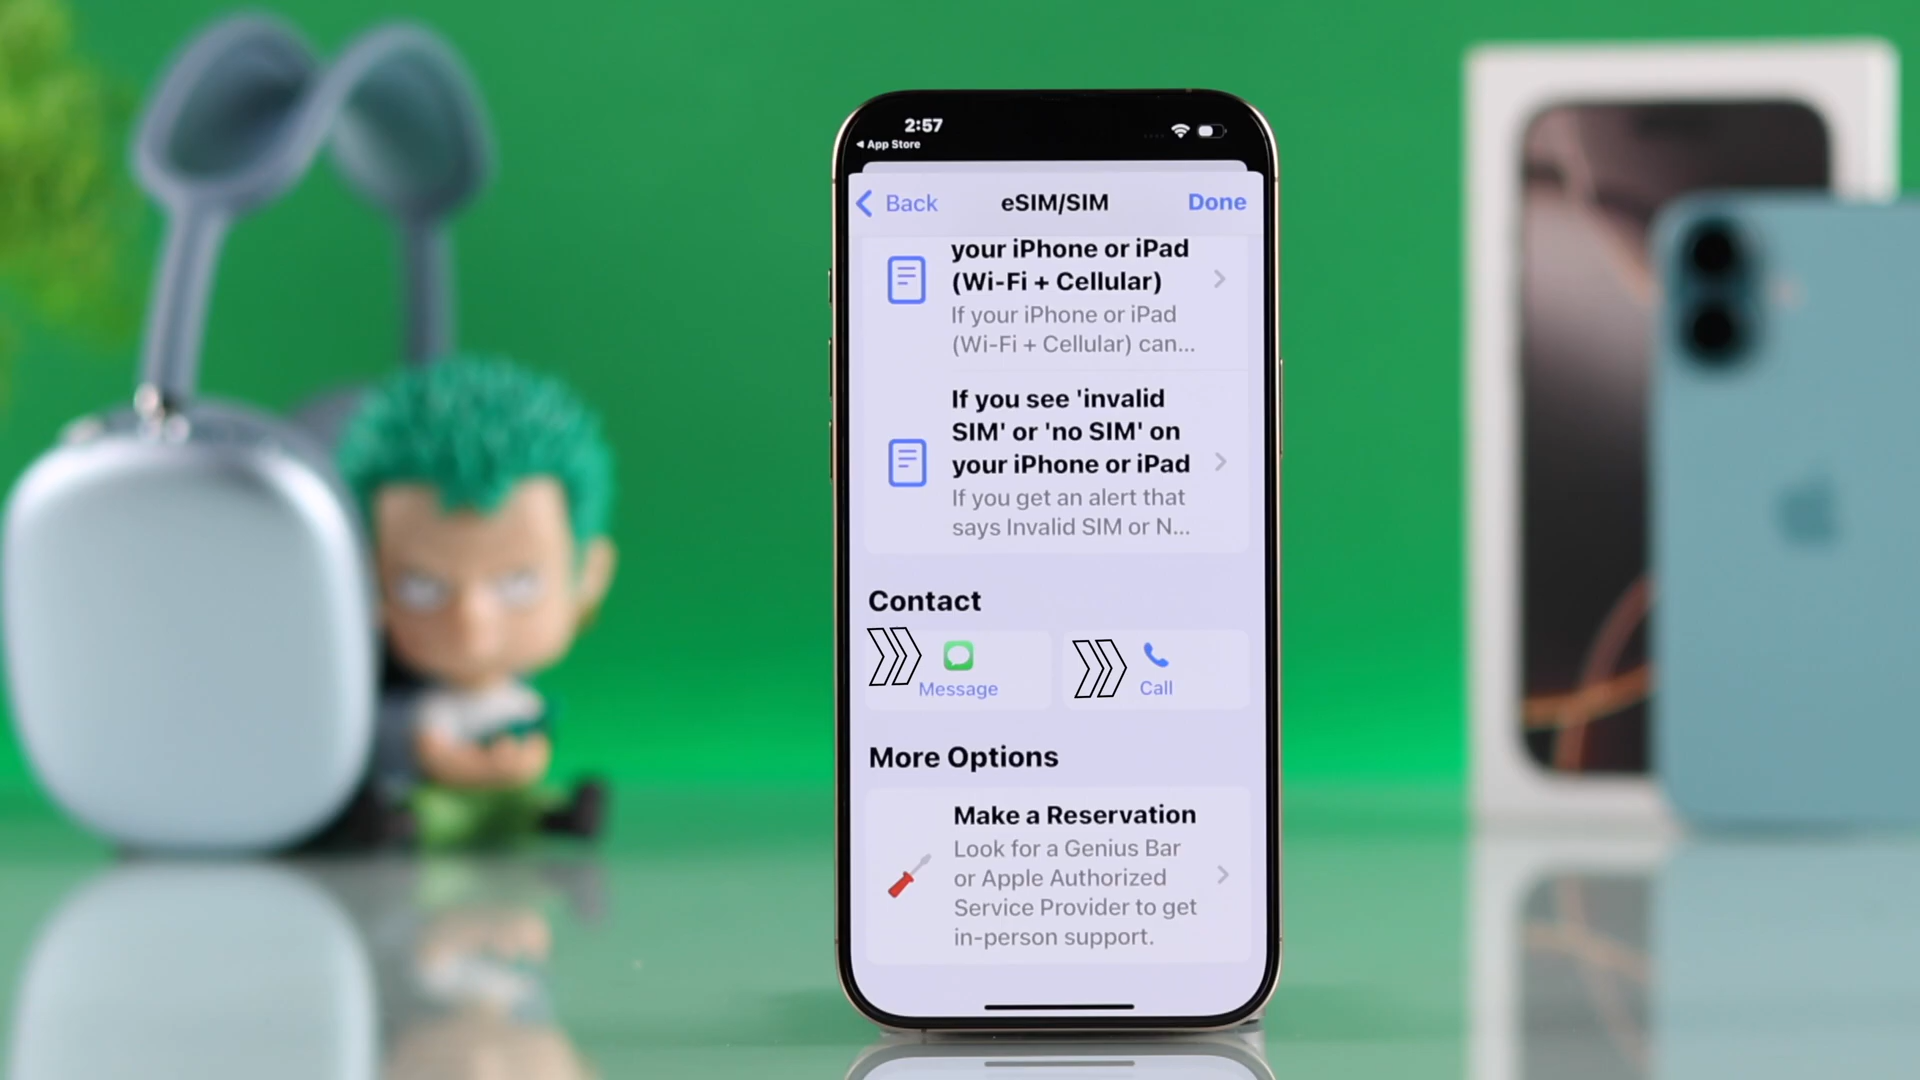 2:57
App Store
Back
eSIM/SIM
Done
your iPhone or iPad
(Wi-Fi + Cellular)
If your iPhone or iPad
(Wi-Fi + Cellular) can...
If you see 'invalid
SIM' or 'no SIM' on
your iPhone or iPad
If you get an alert that
says Invalid SIM or N...
Contact
Message
Call
More Options
Make a Reservation
Look for a Genius Bar
or Apple Authorized
Service Provider to get
in-person support.